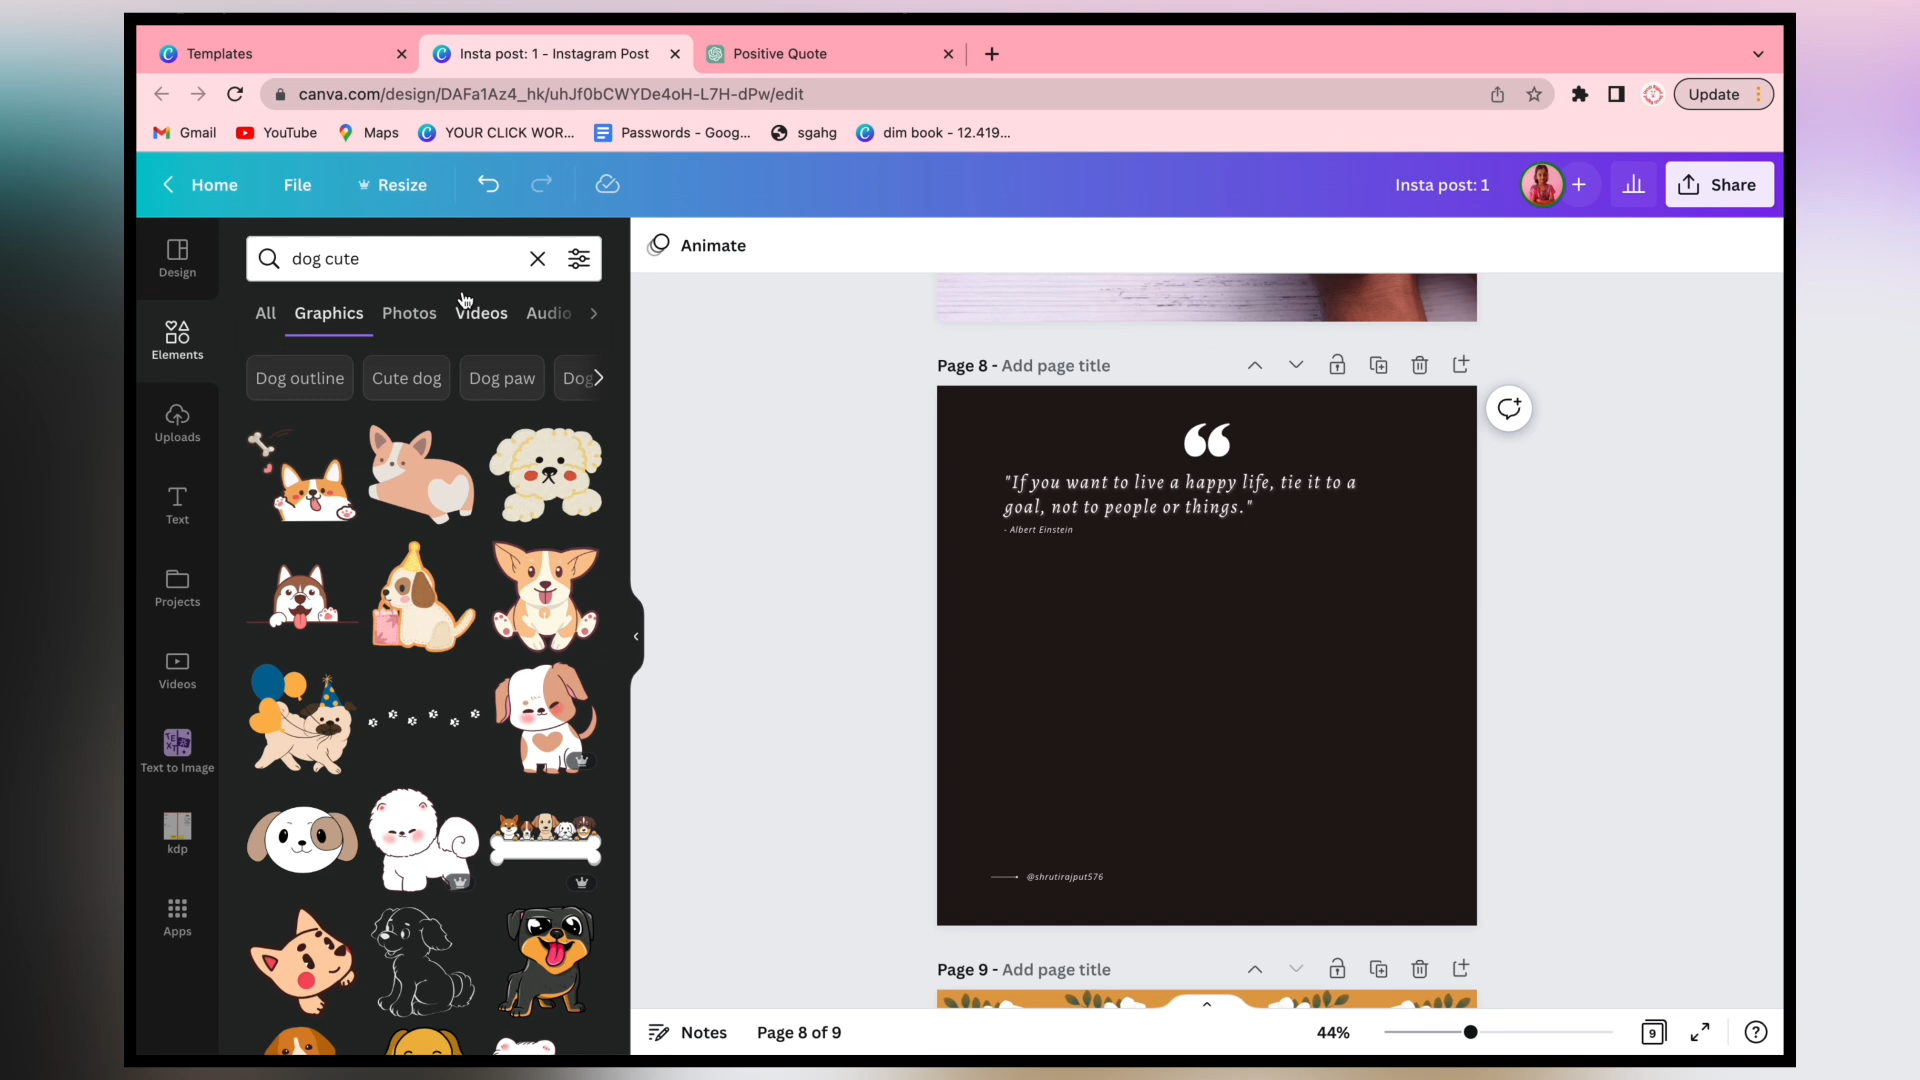 Templates
Insta post: 1 - Instagram Post
Positive Quote
canva.com/design/DAFa1Az4_hk/uhJf0bCWYDe4oH-L7H-dPw/edit
Update
Gmail
YouTube
Maps
YOUR CLICK WOR...
Passwords - Goog...
sgahg
dim book - 12.419...
Home
File
Resize
Insta post: 1
Share
Design
Elements
Uploads
Text
Projects
Videos
Text to Image
kdp
Apps
dog cute
All
Graphics
Photos
Videos
Audio
Dog outline
Cute dog
Dog paw
Dog
Animate
Page 8 - Add page title
"If you want to live a happy life, tie it to a
goal, not to people or things."
- Albert Einstein
@shrutirajput576
Page 9 - Add page title
Notes
Page 8 of 9
44%
9